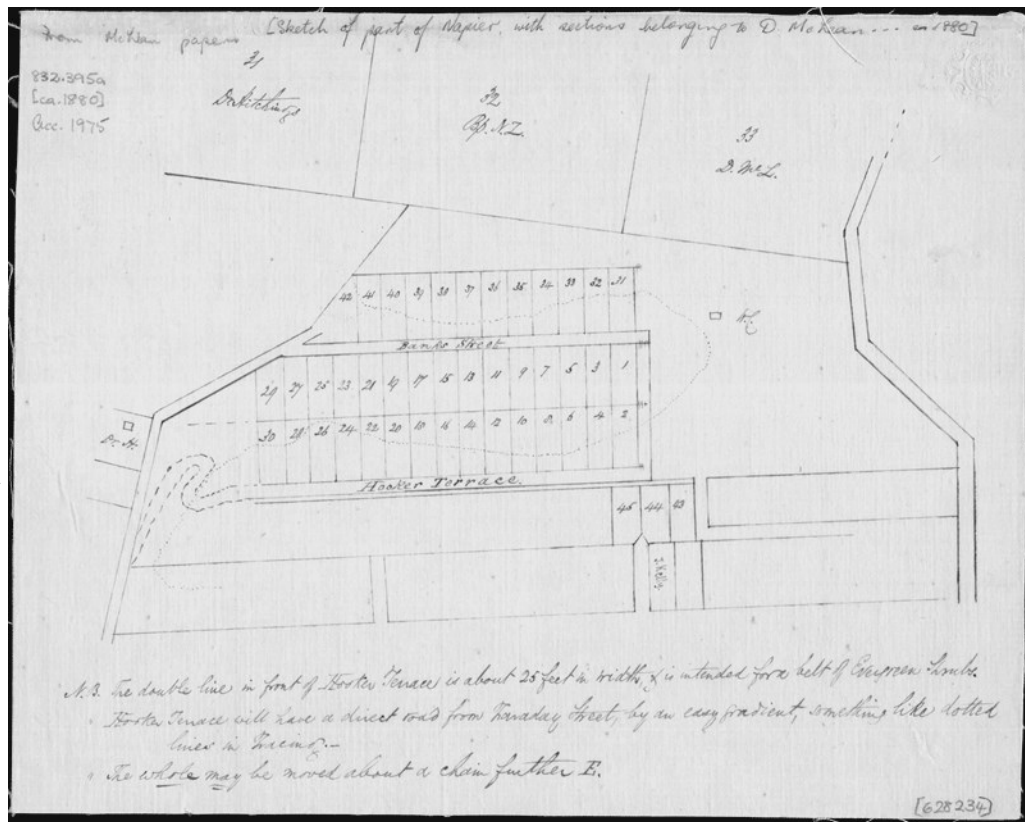 from McLean papers [Sketch of part of Napier, with sections belonging to D. McLean... ca 1880]
832.395a
[ca.1880]
Acc. 1975
31
Dr Hitchings
32
Bp. N.Z.
33
D. McL.
42 41 40 39 38 37 36 35 34 33 32 31
Banks Street
29 27 25 23 21 19 17 15 13 11 9 7 5 3 1
30 28 26 24 22 20 10 16 14 12 10 8 6 4 2
Dr. H.
Hooker Terrace.
45 44 43
N.B. The double line in front of Hooker Terrace is about 25 feet in width, & is intended for a belt of Evergreen Shrubs.
" Hooker Terrace will have a direct road from Faraday Street, by an easy gradient, something like dotted
lines in Tracing.—
" The whole may be moved about a chain further E.
[628234]